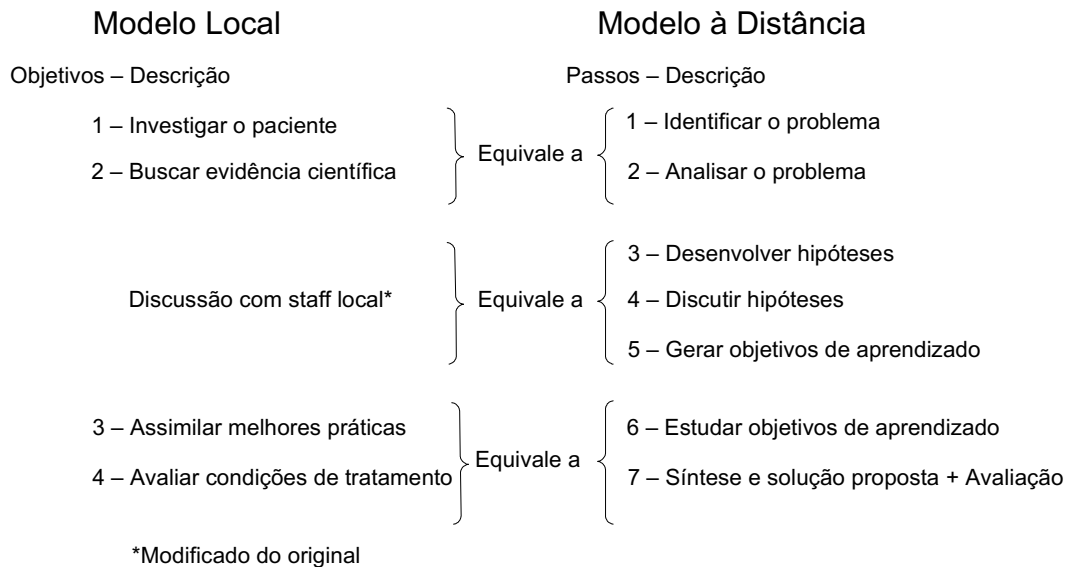 Modelo Local
Modelo à Distância
Objetivos – Descrição
Passos – Descrição
1 – Investigar o paciente
2 – Buscar evidência científica
Equivale a
1 – Identificar o problema
2 – Analisar o problema
Discussão com staff local*
Equivale a
3 – Desenvolver hipóteses
4 – Discutir hipóteses
5 – Gerar objetivos de aprendizado
3 – Assimilar melhores práticas
4 – Avaliar condições de tratamento
Equivale a
6 – Estudar objetivos de aprendizado
7 – Síntese e solução proposta + Avaliação
*Modificado do original